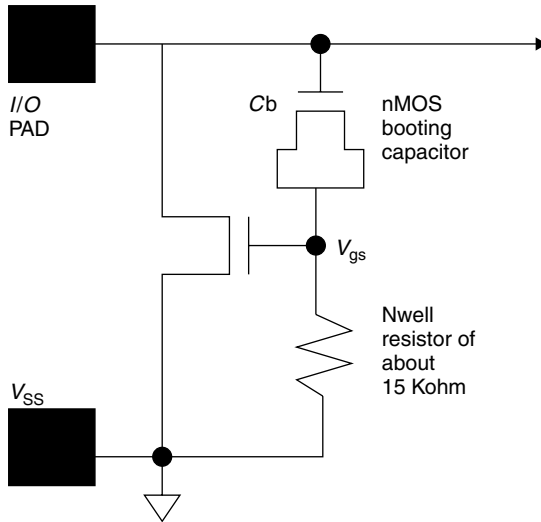 I/O
PAD
Cb
nMOS
booting
capacitor
Vgs
Nwell
resistor of
about
15 Kohm
VSS